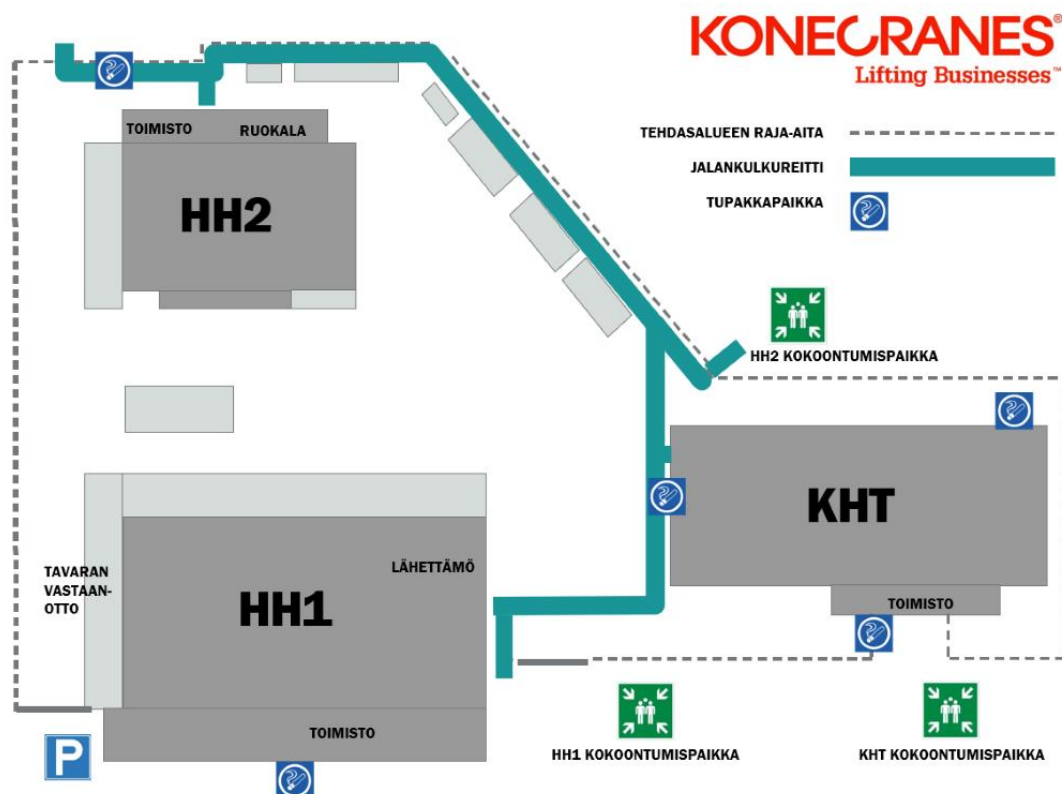 KONECRANES®
Lifting Businesses™
TEHDASALUEEN RAJA-AITA
JALANKULKUREITTI
TUPAKKAPAIKKA
TOIMISTO
RUOKALA
HH2
HH2 KOKOONTUMISPAIKKA
KHT
TAVARAN
VASTAAN-
OTTO
LÄHETTÄMÖ
HH1
TOIMISTO
TOIMISTO
P
HH1 KOKOONTUMISPAIKKA
KHT KOKOONTUMISPAIKKA